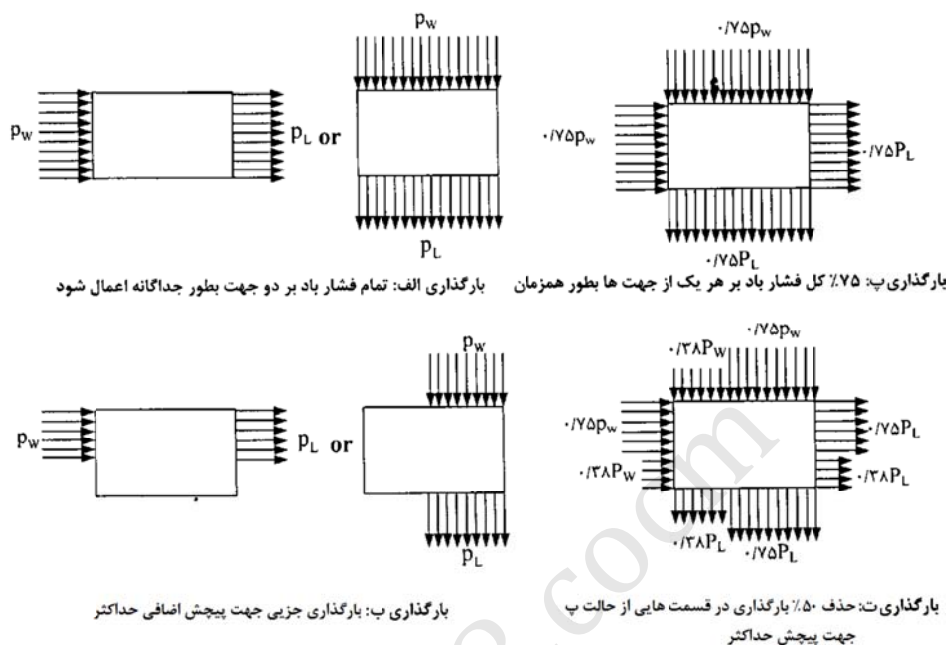 p_W
p_L or
p_W
p_L
۰/۷۵p_w
۰/۷۵p_w
۰/۷۵P_L
۰/۷۵P_L
بارگذاری الف: تمام فشار باد بر دو جهت بطور جداگانه اعمال شود
بارگذاری پ: ۷۵٪ کل فشار باد بر هر یک از جهت ها بطور همزمان
p_W
p_L or
p_W
p_L
۰/۳۸P_W
۰/۷۵p_w
۰/۷۵p_w
۰/۳۸P_W
۰/۷۵P_L
۰/۳۸P_L
۰/۳۸P_L
۰/۷۵P_L
بارگذاری ب: بارگذاری جزیی جهت پیچش اضافی حداکثر
بارگذاری ت: حذف ۵۰٪ بارگذاری در قسمت هایی از حالت پ
جهت پیچش حداکثر